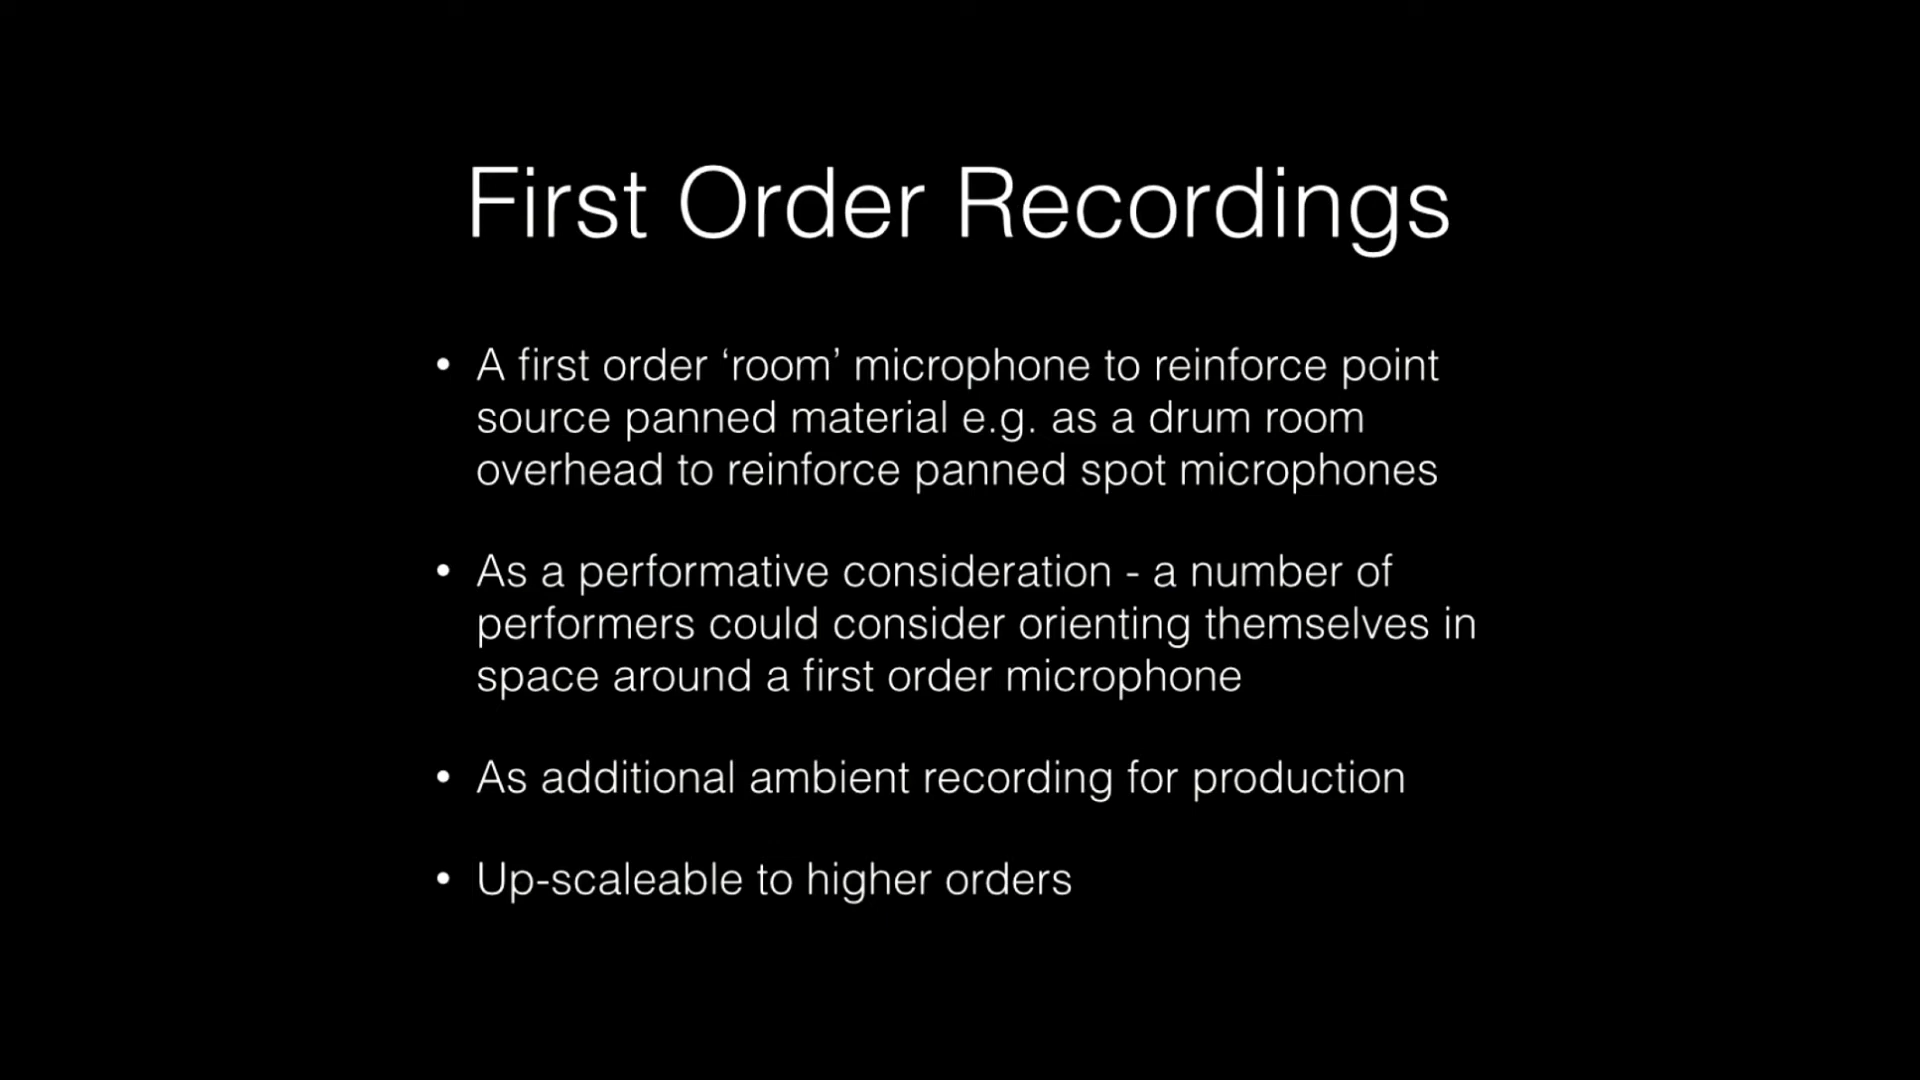 First Order Recordings
• A first order ‘room’ microphone to reinforce point
source panned material e.g. as a drum room
overhead to reinforce panned spot microphones
• As a performative consideration - a number of
performers could consider orienting themselves in
space around a first order microphone
• As additional ambient recording for production
• Up-scaleable to higher orders